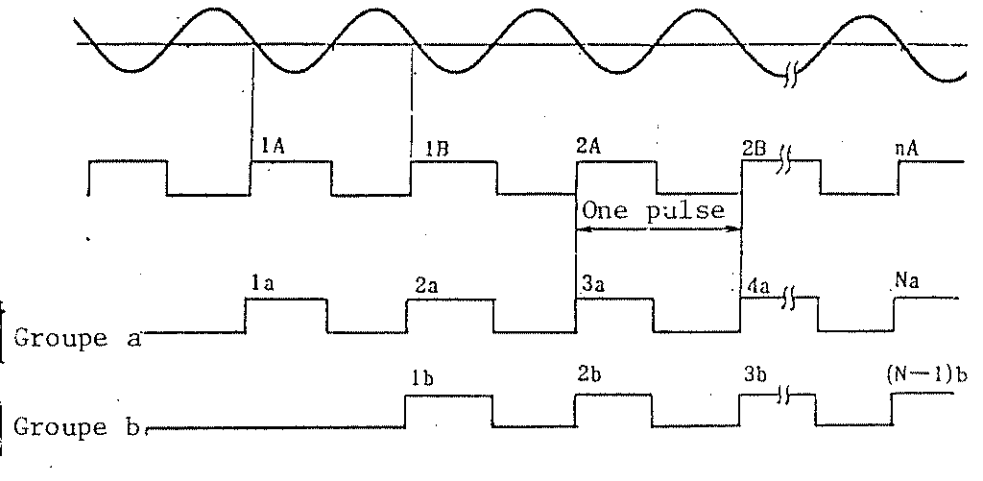 1A 1B 2A 2B nA
One pulse
1a 2a 3a 4a Na
Groupe a
1b 2b 3b (N−1)b
Groupe b